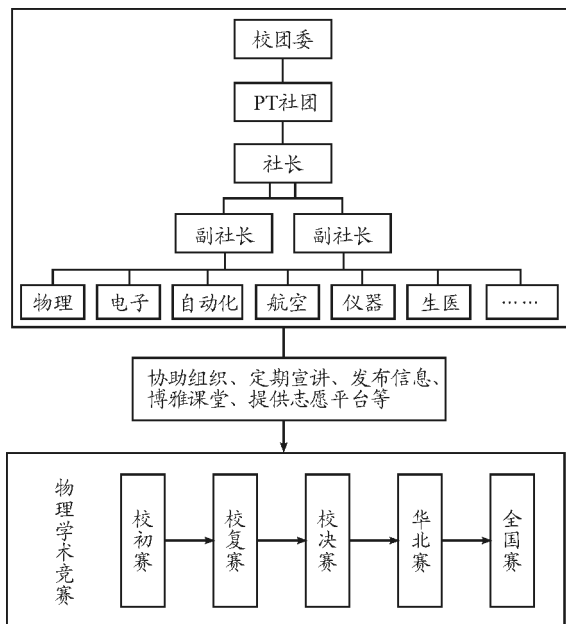 校团委
PT社团
社长
副社长
副社长
物理
电子
自动化
航空
仪器
生医
……
协助组织、定期宣讲、发布信息、
博雅课堂、提供志愿平台等
物理学术竞赛
校初赛
校复赛
校决赛
华北赛
全国赛